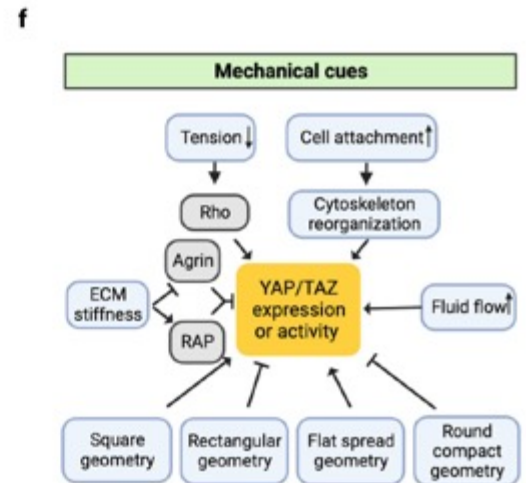 f
Mechanical cues
Tension↓
Cell attachment↑
Rho
Cytoskeleton
reorganization
Agrin
ECM
stiffness
RAP
YAP/TAZ
expression
or activity
Fluid flow↑
Square
geometry
Rectangular
geometry
Flat spread
geometry
Round
compact
geometry